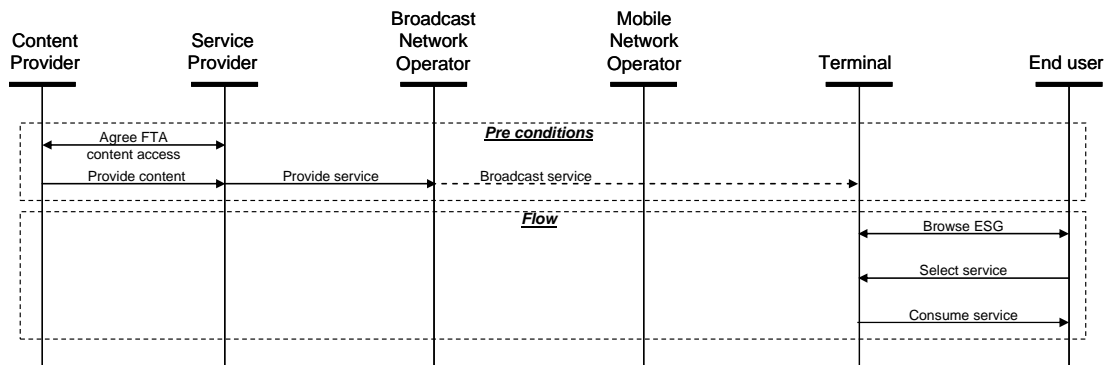 Content
Provider
Service
Provider
Broadcast
Network
Operator
Mobile
Network
Operator
Terminal
End user
Pre conditions
Agree FTA
content access
Provide content
Provide service
Broadcast service
Flow
Browse ESG
Select service
Consume service